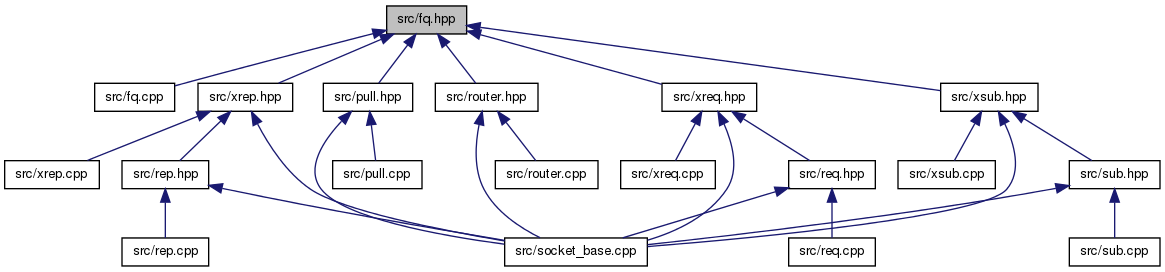 src/fq.hpp
src/fq.cpp
src/xrep.hpp
src/pull.hpp
src/router.hpp
src/xreq.hpp
src/xsub.hpp
src/xrep.cpp
src/rep.hpp
src/pull.cpp
src/router.cpp
src/xreq.cpp
src/req.hpp
src/xsub.cpp
src/sub.hpp
src/rep.cpp
src/socket_base.cpp
src/req.cpp
src/sub.cpp